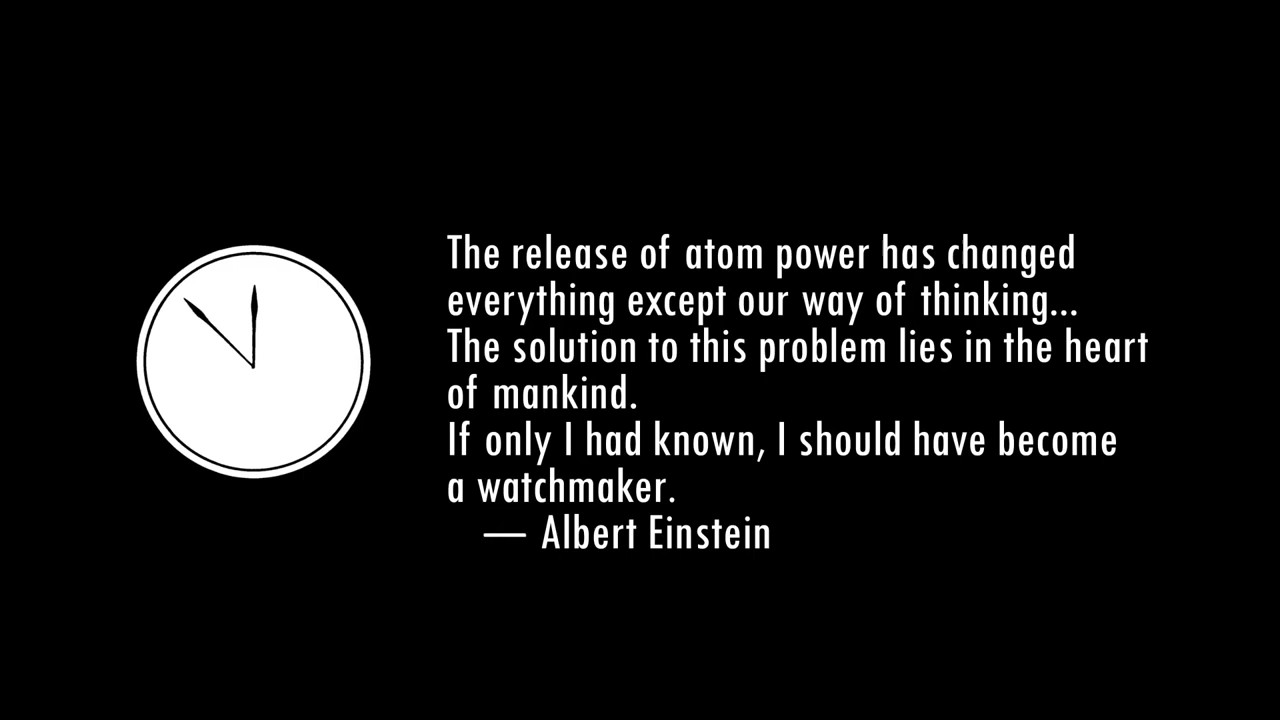 The release of atom power has changed
everything except our way of thinking...
The solution to this problem lies in the heart
of mankind.
If only I had known, I should have become
a watchmaker.
— Albert Einstein